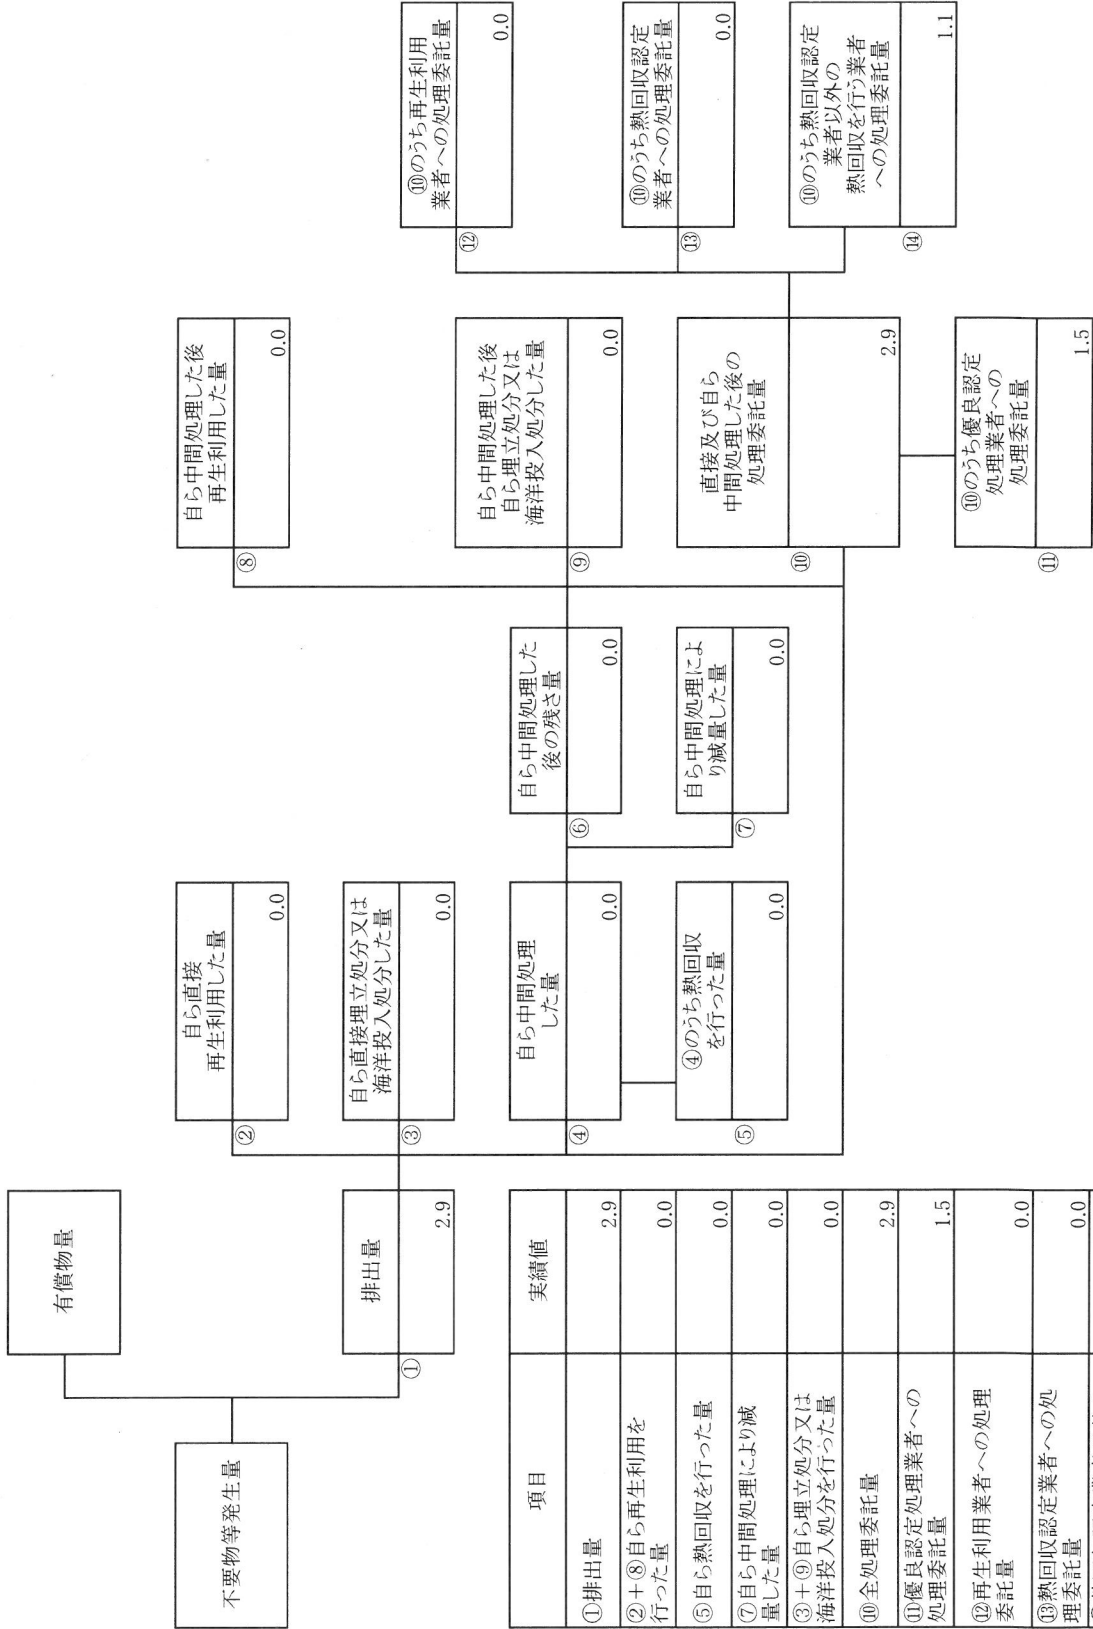 不要物等発生量
有償物量
排出量
①
2.9
自ら直接
再生利用した量
②
0.0
自ら直接埋立処分又は
海洋投入処分した量
③
0.0
自ら中間処理
した量
④
0.0
④のうち熱回収
を行った量
⑤
0.0
自ら中間処理した
後の残さ量
⑥
0.0
自ら中間処理によ
り減量した量
⑦
0.0
自ら中間処理した後
再生利用した量
⑧
0.0
自ら中間処理した後
自ら埋立処分又は
海洋投入処分した量
⑨
0.0
直接及び自ら
中間処理した後の
処理委託量
⑩
2.9
⑩のうち優良認定
処理業者への
処理委託量
⑪
1.5
⑩のうち再生利用
業者への処理委託量
⑫
0.0
⑩のうち熱回収認定
業者への処理委託量
⑬
0.0
⑩のうち熱回収認定
業者以外の
熱回収を行う業者
への処理委託量
⑭
1.1
項目 実績値
①排出量 2.9
②＋⑧自ら再生利用を
行った量 0.0
⑤自ら熱回収を行った量 0.0
⑦自ら中間処理により減
量した量 0.0
③＋⑨自ら埋立処分又は
海洋投入処分を行った量 0.0
⑩全処理委託量 2.9
⑪優良認定処理業者への
処理委託量 1.5
⑫再生利用業者への処理
委託量 0.0
⑬熱回収認定業者への処
理委託量 0.0